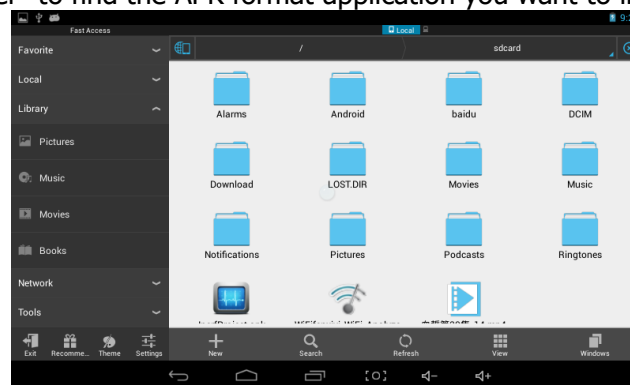 to find the APK format application you want to
Fast Access
Local
Favorite
/
sdcard
Local
Library
Alarms
Android
baidu
DCIM
Pictures
Music
Download
LOST.DIR
Movies
Music
Movies
Books
Notifications
Pictures
Podcasts
Ringtones
Network
Tools
Exit
Recomme...
Theme
Settings
New
Search
Refresh
View
Windows